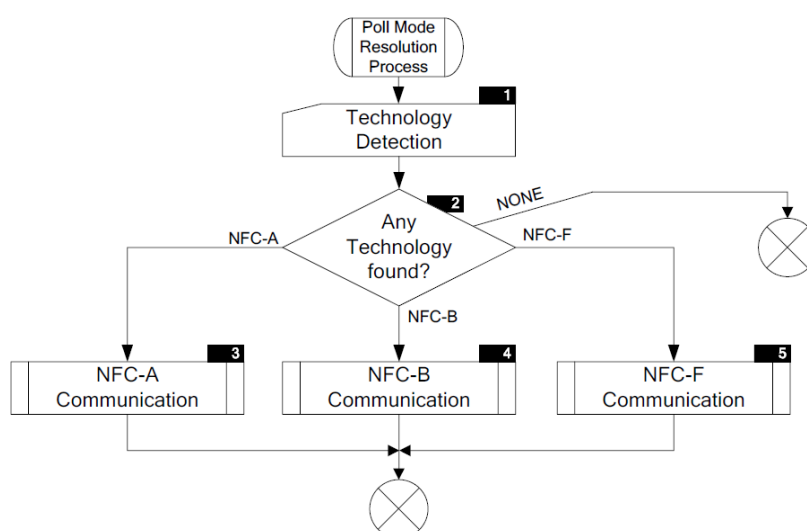 Poll Mode
Resolution
Process
1
Technology
Detection
2
NONE
Any
Technology
found?
NFC-A
NFC-F
NFC-B
3
NFC-A
Communication
4
NFC-B
Communication
5
NFC-F
Communication